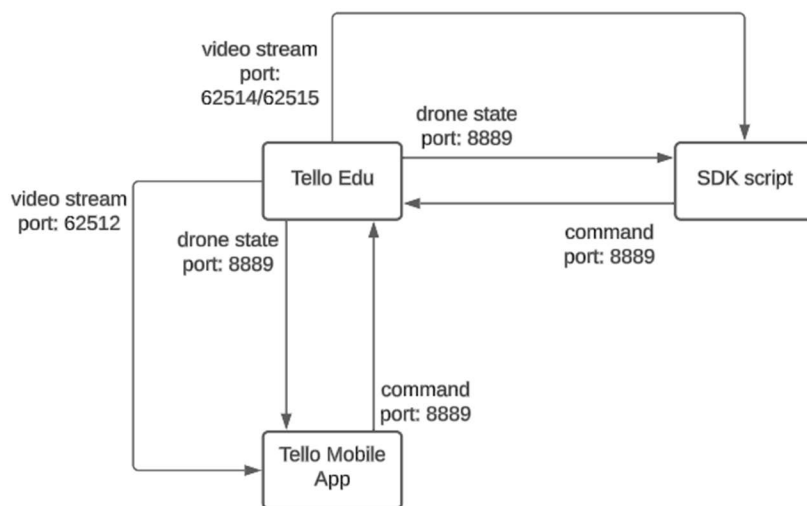 video stream
port:
62514/62515
drone state
port: 8889
Tello Edu
SDK script
video stream
port: 62512
drone state
port: 8889
command
port: 8889
command
port: 8889
Tello Mobile
App